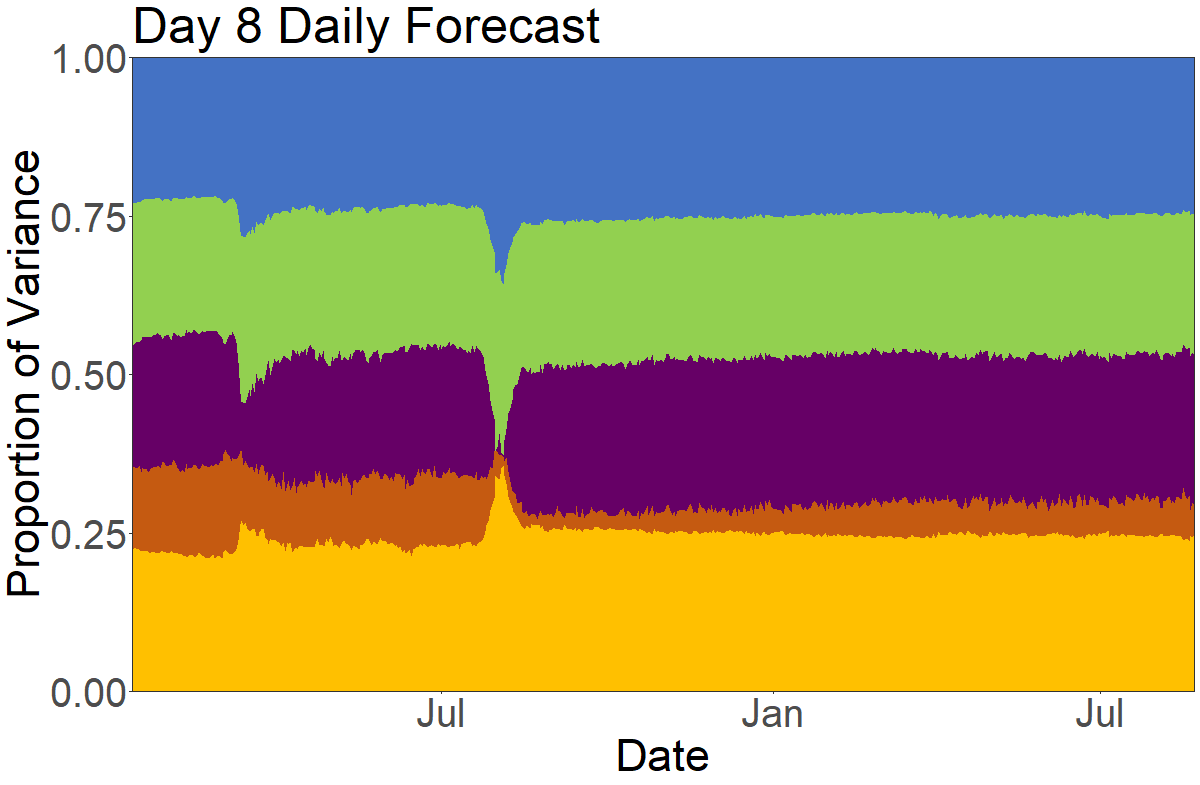 Day 8 Daily Forecast
Proportion of Variance
1.00
0.75
0.50
0.25
0.00
Jul
Jan
Jul
Date